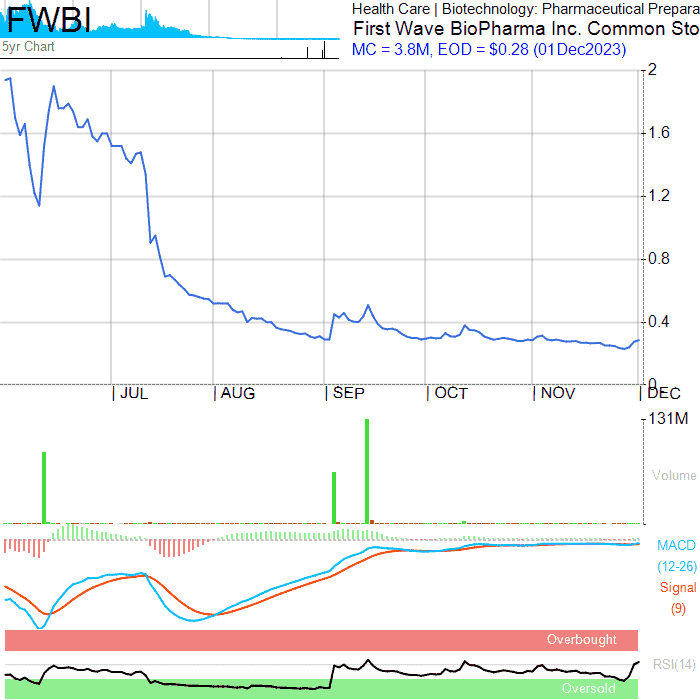 FWBI
Health Care | Biotechnology: Pharmaceutical Prepara
First Wave BioPharma Inc. Common Sto
5yr Chart
MC = 3.8M, EOD = $0.28 (01Dec2023)
2
1.6
1.2
0.8
0.4
0
| JUL | AUG | SEP | OCT | NOV | DEC
131M
Volume
MACD
(12-26)
Signal
(9)
Overbought
RSI(14)
Oversold